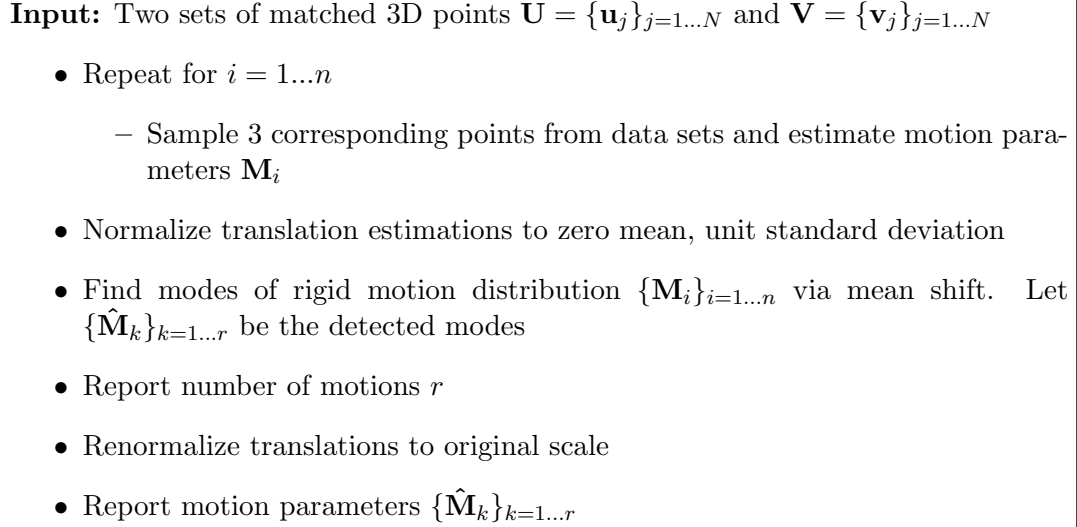 Input: Two sets of matched 3D points U = {u_j}_{j=1...N} and V = {v_j}_{j=1...N}
• Repeat for i = 1...n
– Sample 3 corresponding points from data sets and estimate motion para-
meters M_i
• Normalize translation estimations to zero mean, unit standard deviation
• Find modes of rigid motion distribution {M_i}_{i=1...n} via mean shift. Let
{M̂_k}_{k=1...r} be the detected modes
• Report number of motions r
• Renormalize translations to original scale
• Report motion parameters {M̂_k}_{k=1...r}